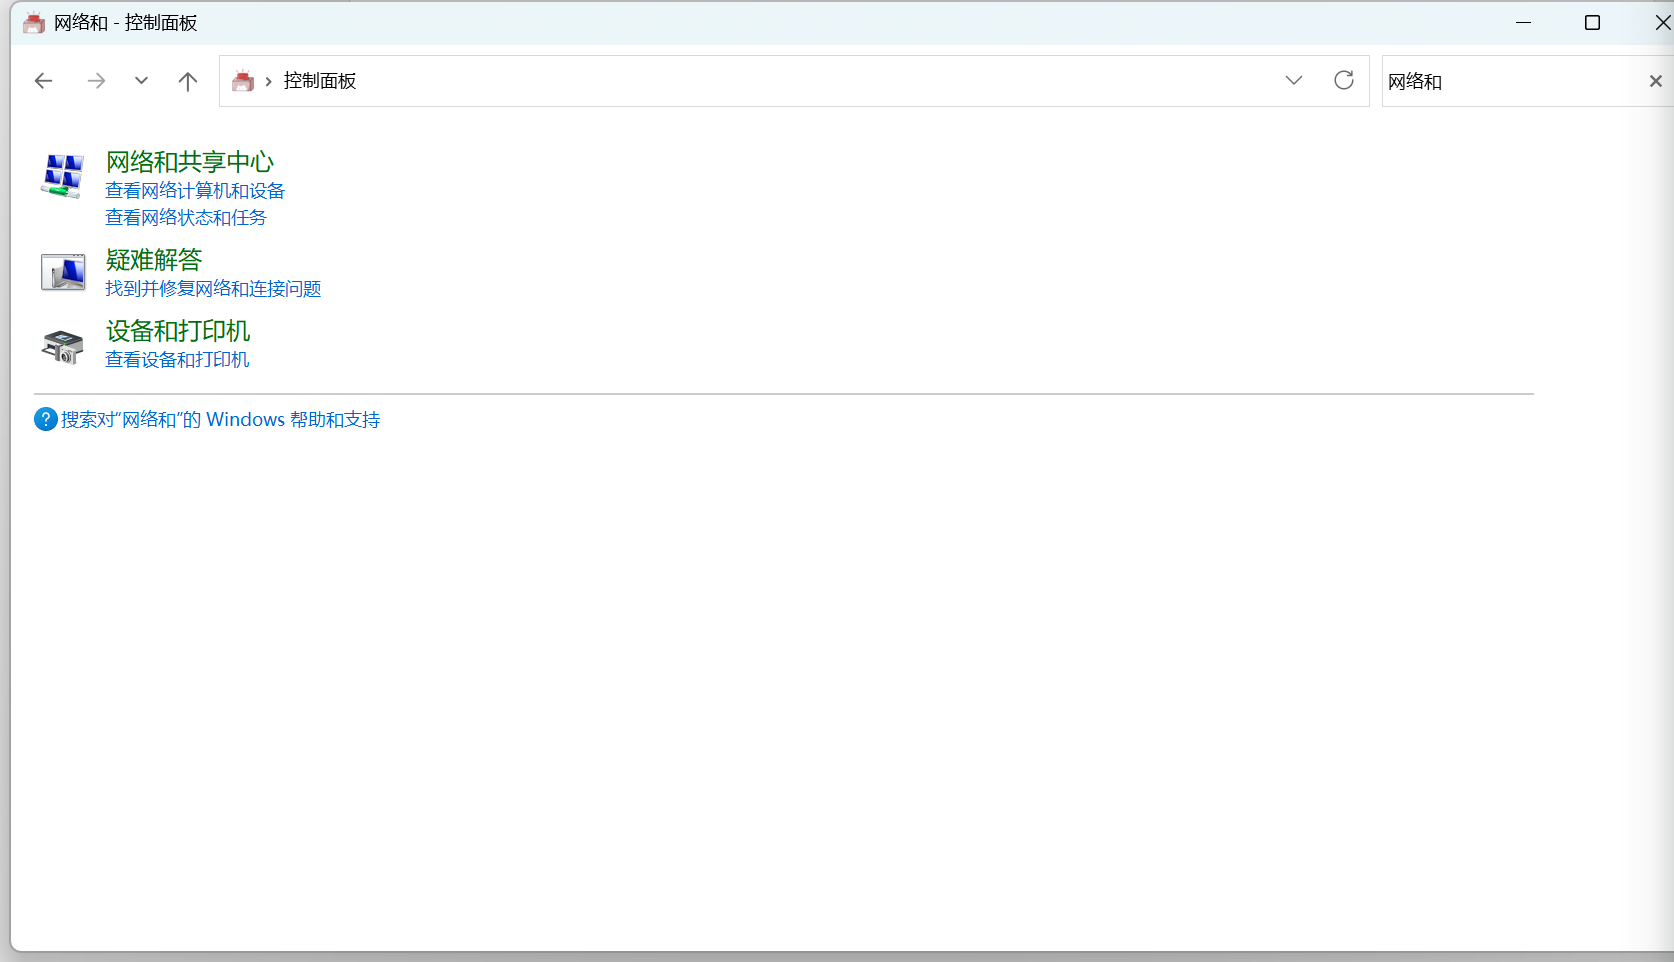 网络和 - 控制面板
控制面板
网络和
网络和共享中心
查看网络计算机和设备
查看网络状态和任务
疑难解答
找到并修复网络和连接问题
设备和打印机
查看设备和打印机
搜索对“网络和”的 Windows 帮助和支持